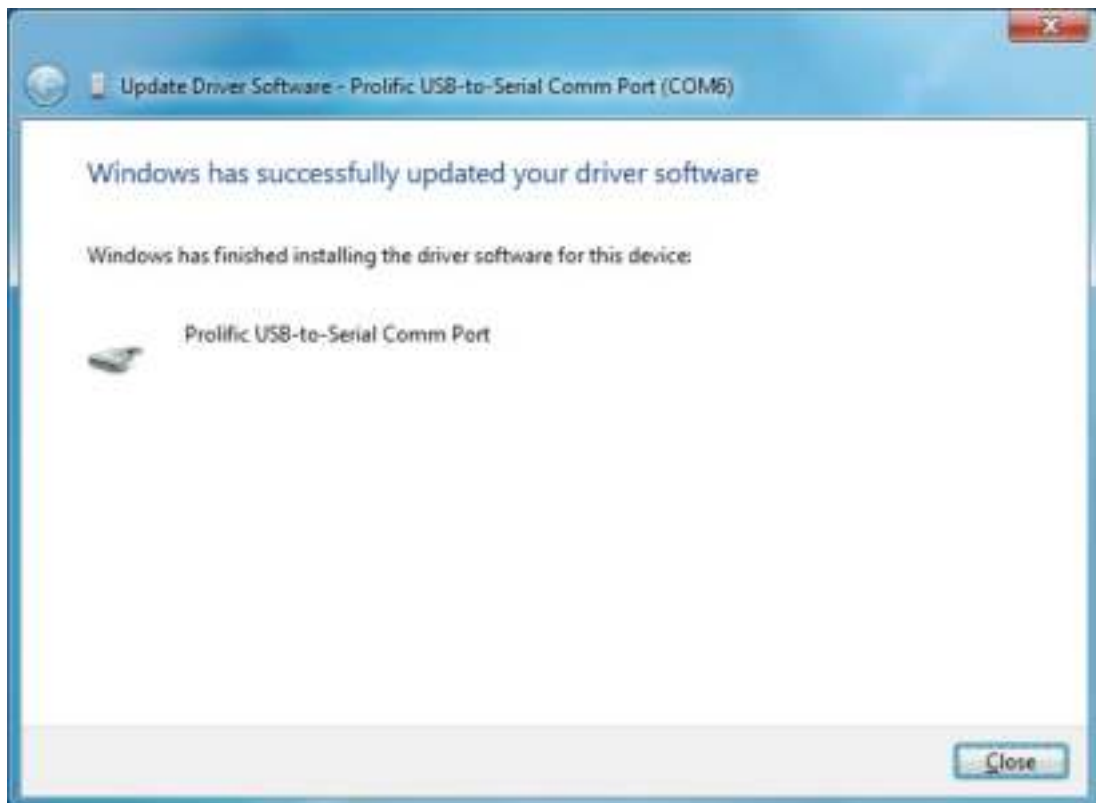 Update Driver Software - Prolific USB-to-Serial Comm Port (COM6)
Windows has successfully updated your driver software
Windows has finished installing the driver software for this device:
Prolific USB-to-Serial Comm Port
Close